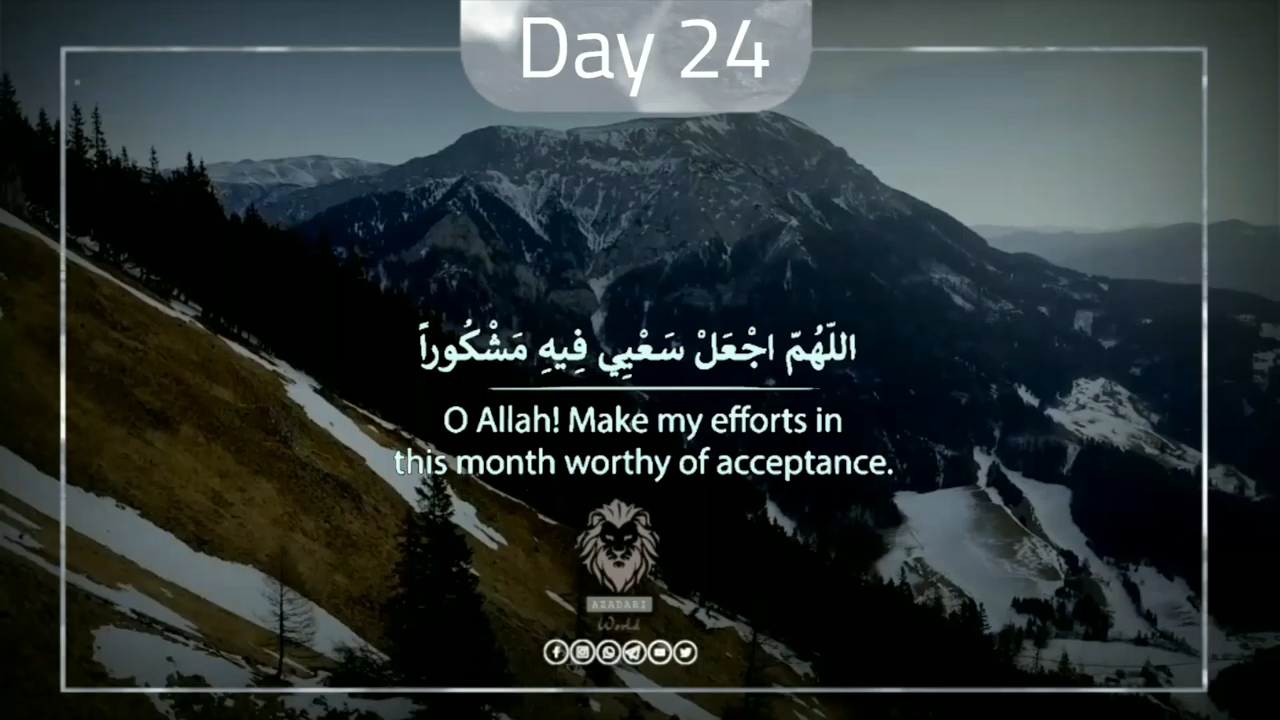 Day 24
اللّهُمّ اجْعَلْ سَعْيِي فِيهِ مَشْكُوراً
O Allah! Make my efforts in
this month worthy of acceptance.
AZADARI
World